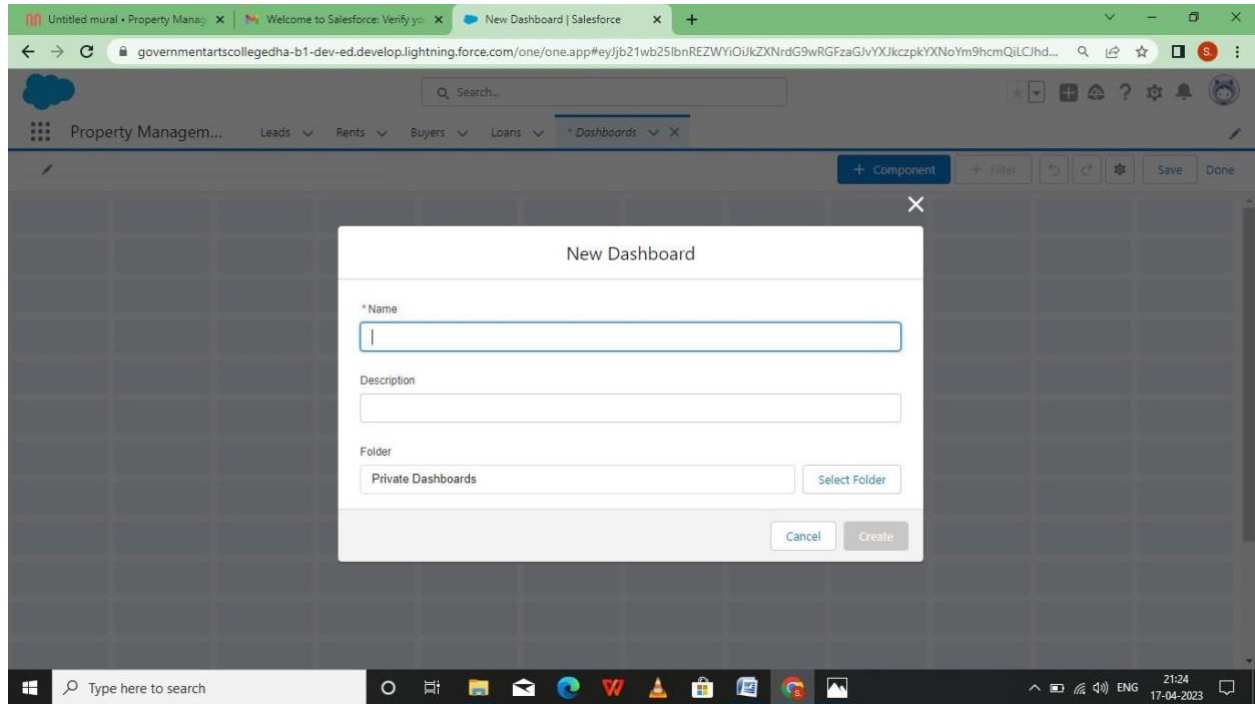 Untitled mural • Property Manag
Welcome to Salesforce: Verify yo
New Dashboard | Salesforce
governmentartscollegedha-b1-dev-ed.develop.lightning.force.com/one/one.app#eyJjb21wb25lbnREZWYiOiJkZXNrdG9wRGFzaGJvYXJkczpkYXNoYm9hcmQiLCJhd...
S.
Search...
Property Managem...
Leads
Rents
Buyers
Loans
* Dashboards
+ Component
+ Filter
Save
Done
New Dashboard
*Name
Description
Folder
Private Dashboards
Select Folder
Cancel
Create
Type here to search
ENG
21:24
17-04-2023